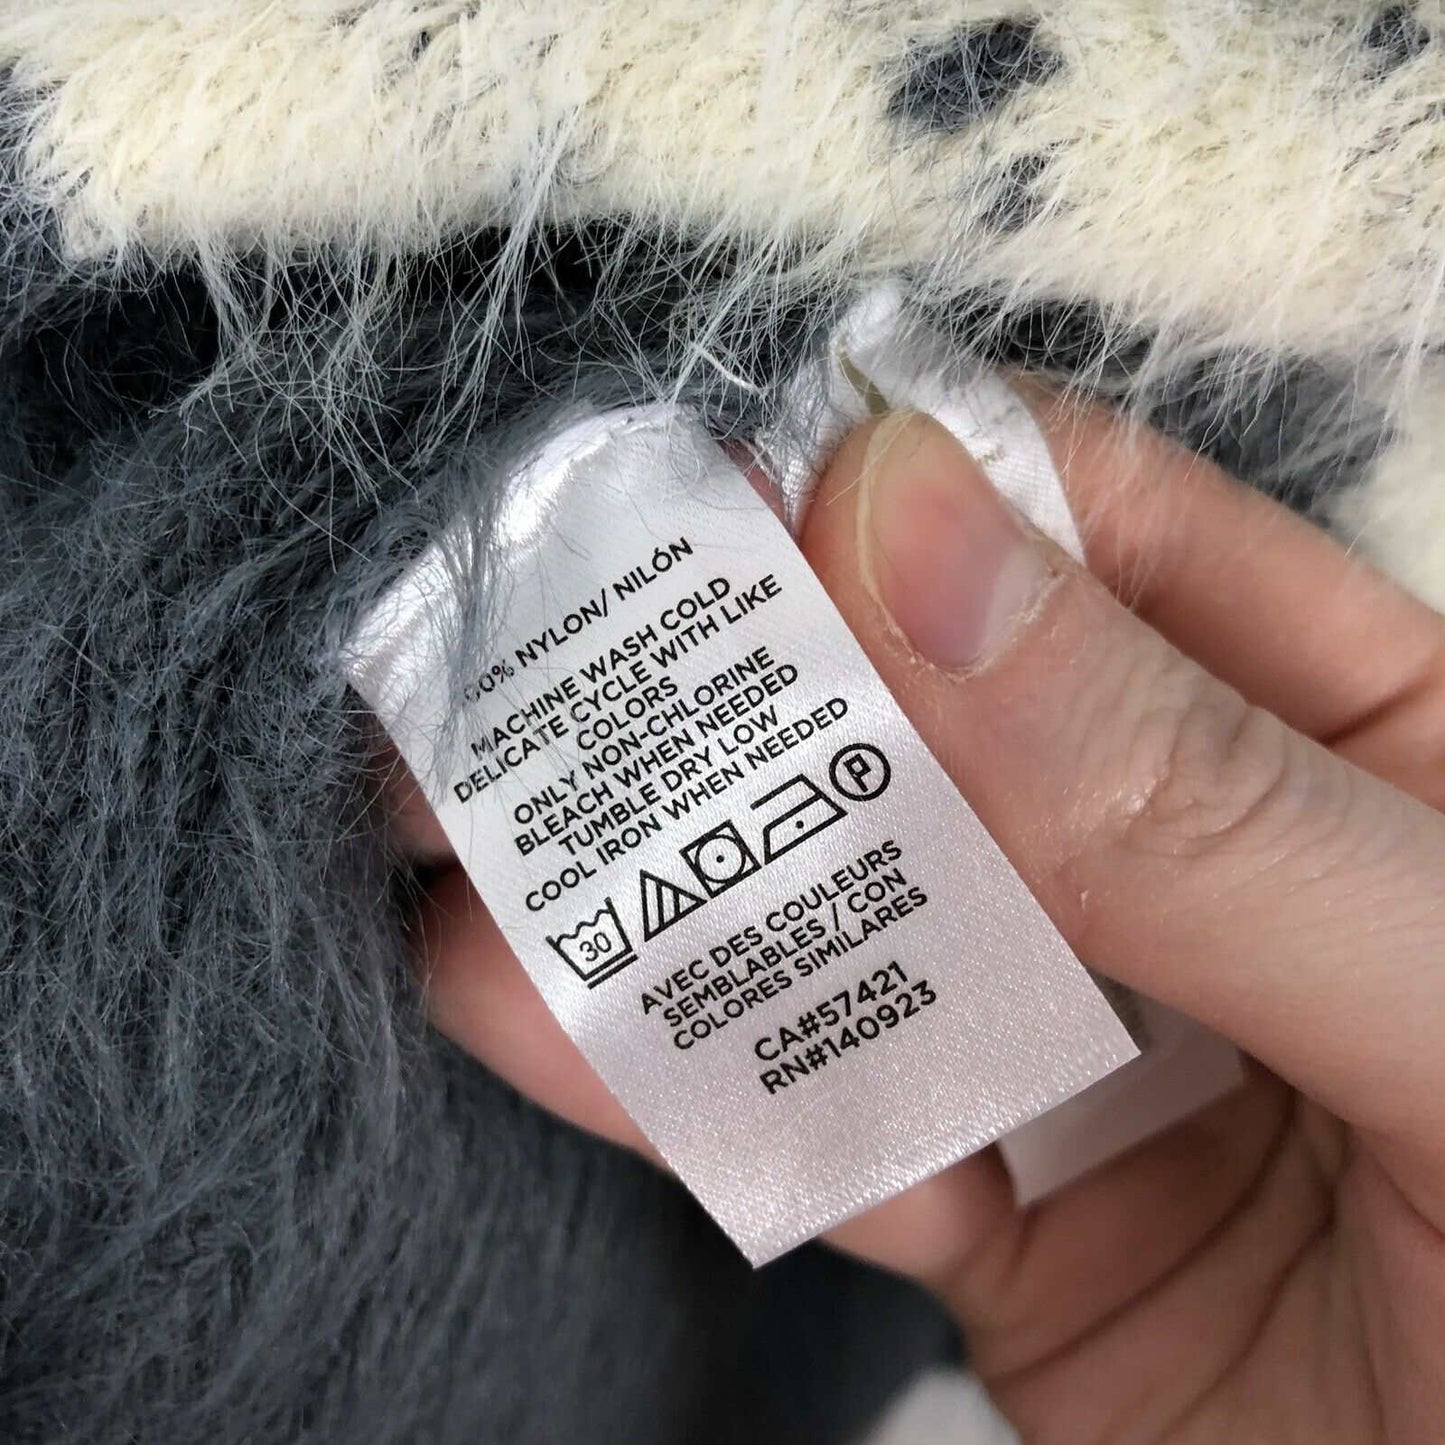 NYLON/ NILÓN
MACHINE WASH COLD
DELICATE CYCLE WITH LIKE
COLORS
ONLY NON-CHLORINE
BLEACH WHEN NEEDED
TUMBLE DRY LOW
COOL IRON WHEN NEEDED
30 P
AVEC DES COULEURS
SEMBLABLES / CON
COLORES SIMILARES
CA#57421
RN#140923